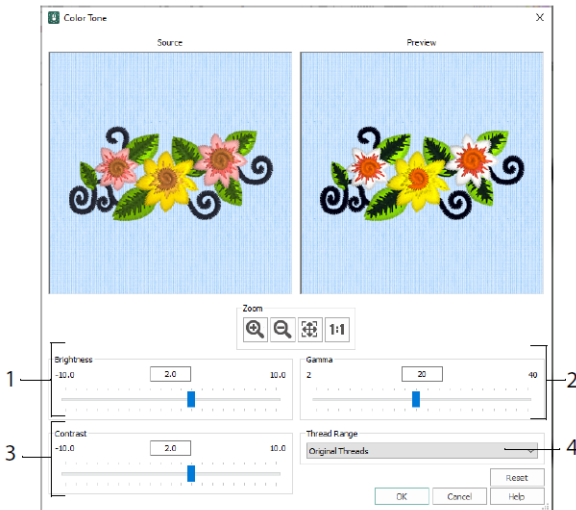 Color Tone
Source
Preview
Zoom
1:1
Brightness
-10.0 2.0 10.0
Gamma
2 20 40
1
2
Contrast
-10.0 2.0 10.0
Thread Range
Original Threads
3
4
Reset
OK Cancel Help